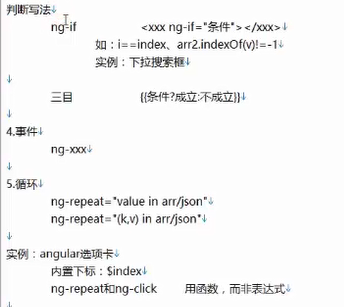 判断写法
ng-if <xxx ng-if="条件"></xxx>
如：i==index、arr2.indexOf(v)!=-1
实例：下拉搜索框
三目 {{条件?成立:不成立}}
4.事件
ng-xxx
5.循环
ng-repeat="value in arr/json"
ng-repeat="(k,v) in arr/json"
实例：angular选项卡
内置下标：$index
ng-repeat和ng-click 用函数，而非表达式